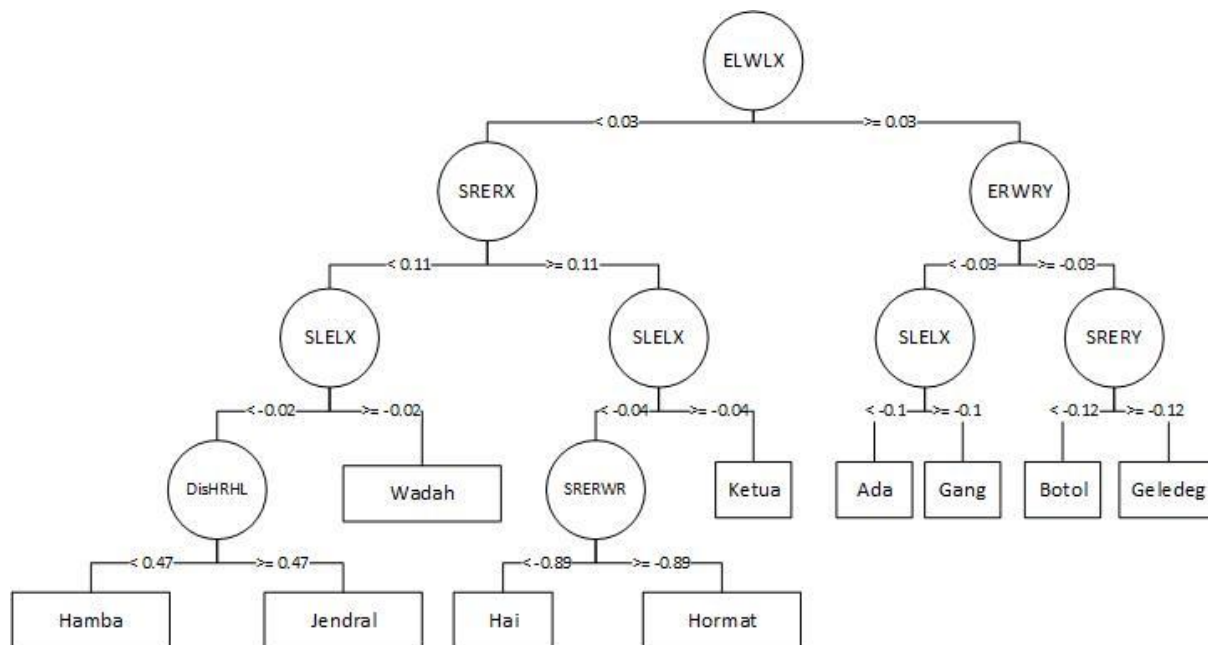 ELWLX
< 0.03
>= 0.03
SRERX
ERWRY
< 0.11
>= 0.11
< -0.03
>= -0.03
SLELX
SLELX
SLELX
SRERY
< -0.02
>= -0.02
< -0.04
>= -0.04
< -0.1
>= -0.1
< -0.12
>= -0.12
DisHRHL
Wadah
SRERWR
Ketua
Ada
Gang
Botol
Geledeg
< 0.47
>= 0.47
< -0.89
>= -0.89
Hamba
Jendral
Hai
Hormat